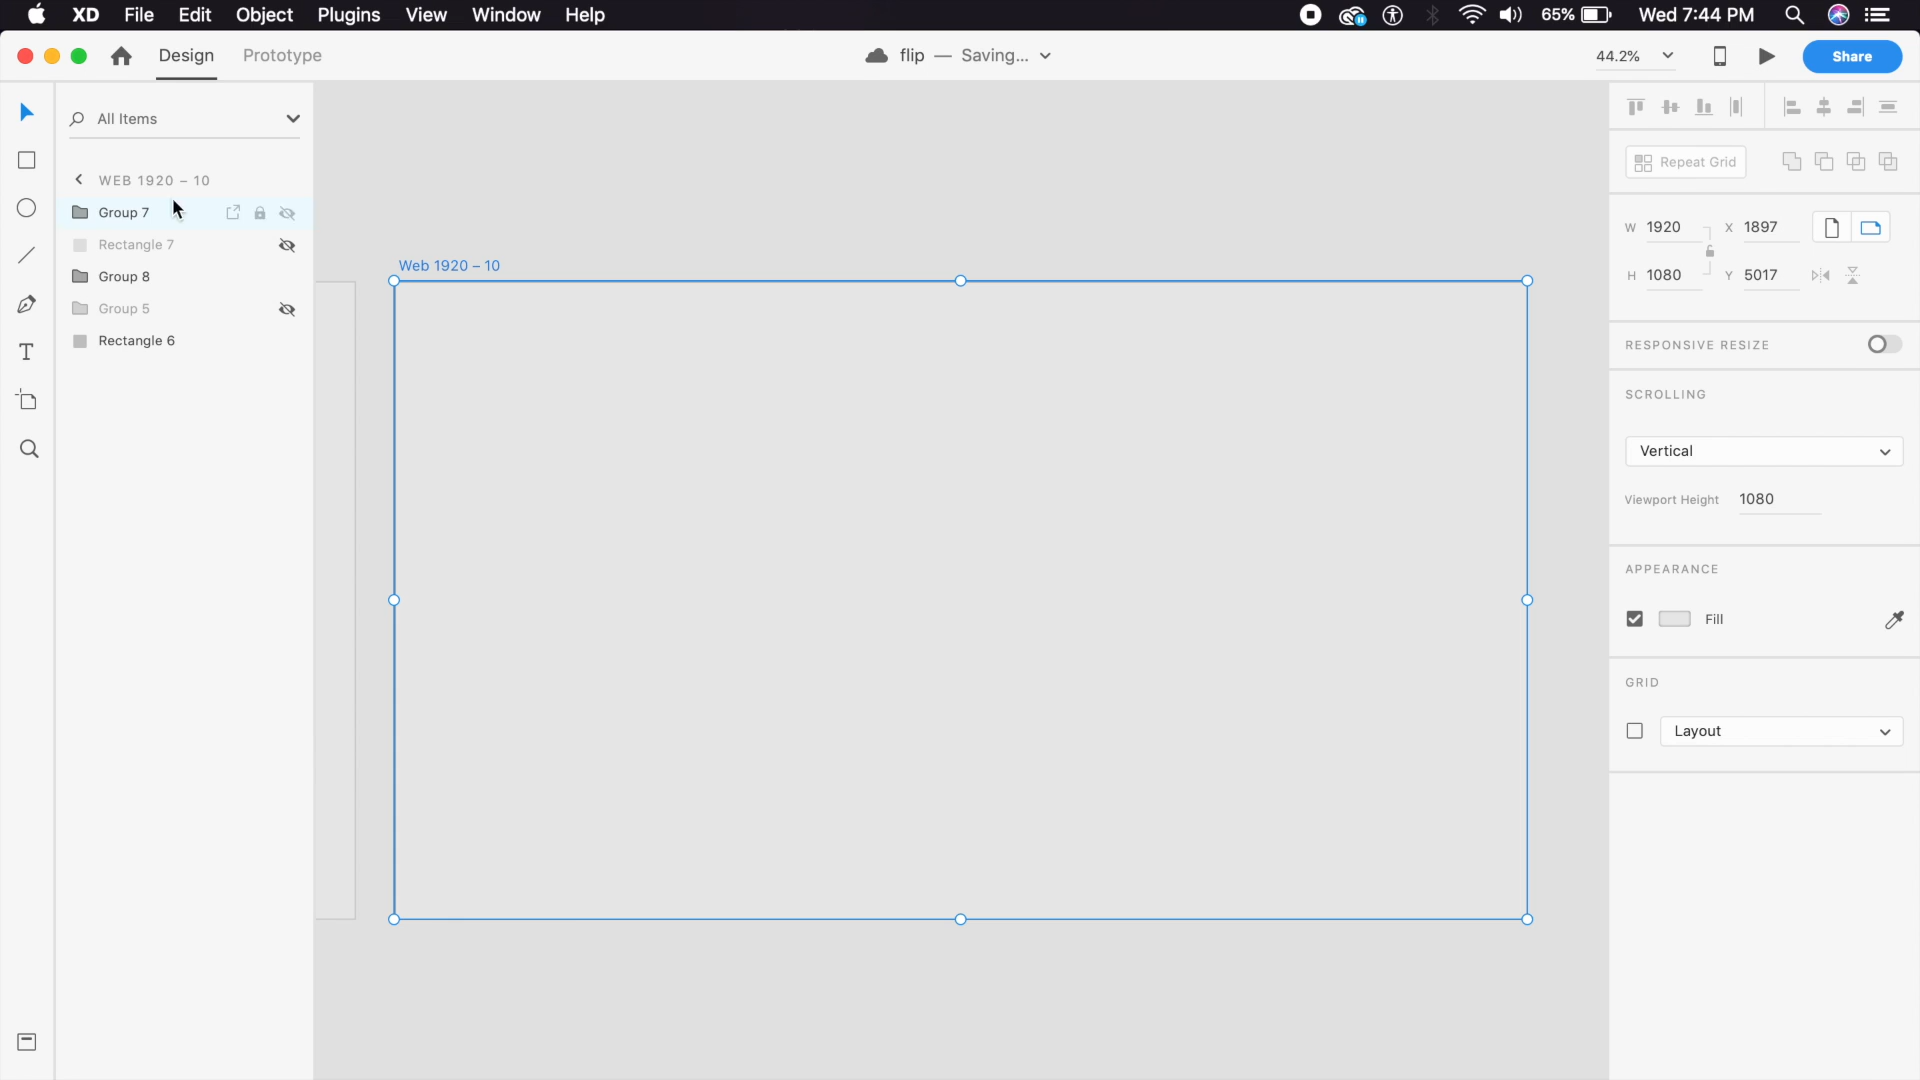 XD File Edit Object Plugins View Window Help 65% Wed 7:44 PM
Design Prototype flip — Saving... 44.2% Share
All Items
WEB 1920 – 10
Group 7
Rectangle 7
Group 8
Group 5
Rectangle 6
Web 1920 – 10
Repeat Grid
W 1920 X 1897
H 1080 Y 5017
RESPONSIVE RESIZE
SCROLLING
Vertical
Viewport Height 1080
APPEARANCE
Fill
GRID
Layout